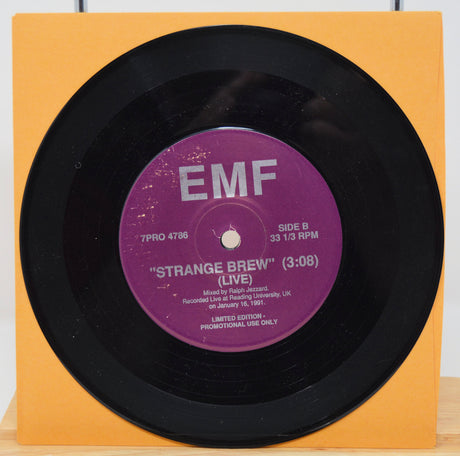 EMF
7PRO 4786
SIDE B
33 1/3 RPM
"STRANGE BREW" (3:08)
(LIVE)
Mixed by Ralph Jezzard.
Recorded Live at Reading University, UK
on January 16, 1991.
LIMITED EDITION -
PROMOTIONAL USE ONLY